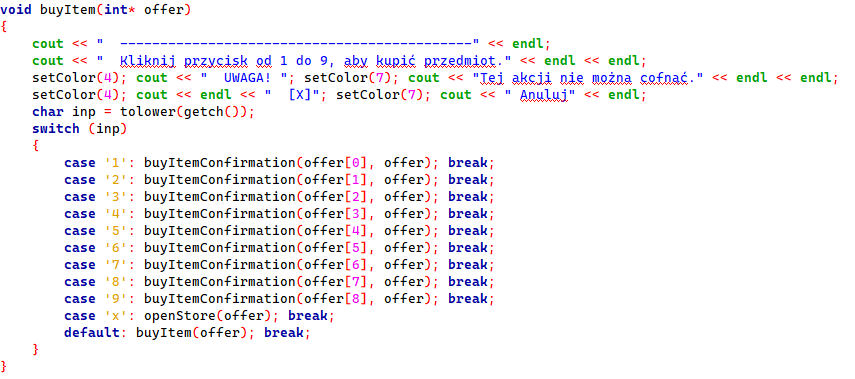 void buyItem(int* offer)
{
    cout << "  --------------------------------------------" << endl;
    cout << "  Kliknij przycisk od 1 do 9, aby kupić przedmiot." << endl << endl;
    setColor(4); cout << "  UWAGA! "; setColor(7); cout << "Tej akcji nie można cofnąć." << endl << endl;
    setColor(4); cout << endl << "  [X]"; setColor(7); cout << " Anuluj" << endl;
    char inp = tolower(getch());
    switch (inp)
    {
        case '1': buyItemConfirmation(offer[0], offer); break;
        case '2': buyItemConfirmation(offer[1], offer); break;
        case '3': buyItemConfirmation(offer[2], offer); break;
        case '4': buyItemConfirmation(offer[3], offer); break;
        case '5': buyItemConfirmation(offer[4], offer); break;
        case '6': buyItemConfirmation(offer[5], offer); break;
        case '7': buyItemConfirmation(offer[6], offer); break;
        case '8': buyItemConfirmation(offer[7], offer); break;
        case '9': buyItemConfirmation(offer[8], offer); break;
        case 'x': openStore(offer); break;
        default: buyItem(offer); break;
    }
}